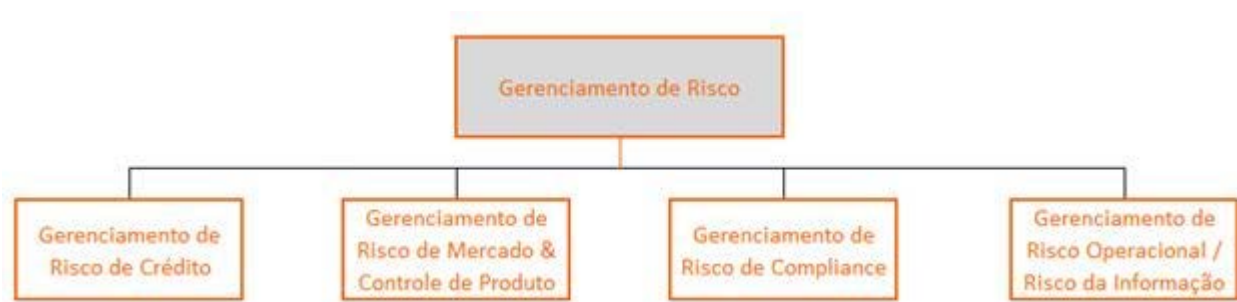 Gerenciamento de Risco
Gerenciamento de
Risco de Crédito
Gerenciamento de
Risco de Mercado &
Controle de Produto
Gerenciamento de
Risco de Compliance
Gerenciamento de
Risco Operacional /
Risco da Informação